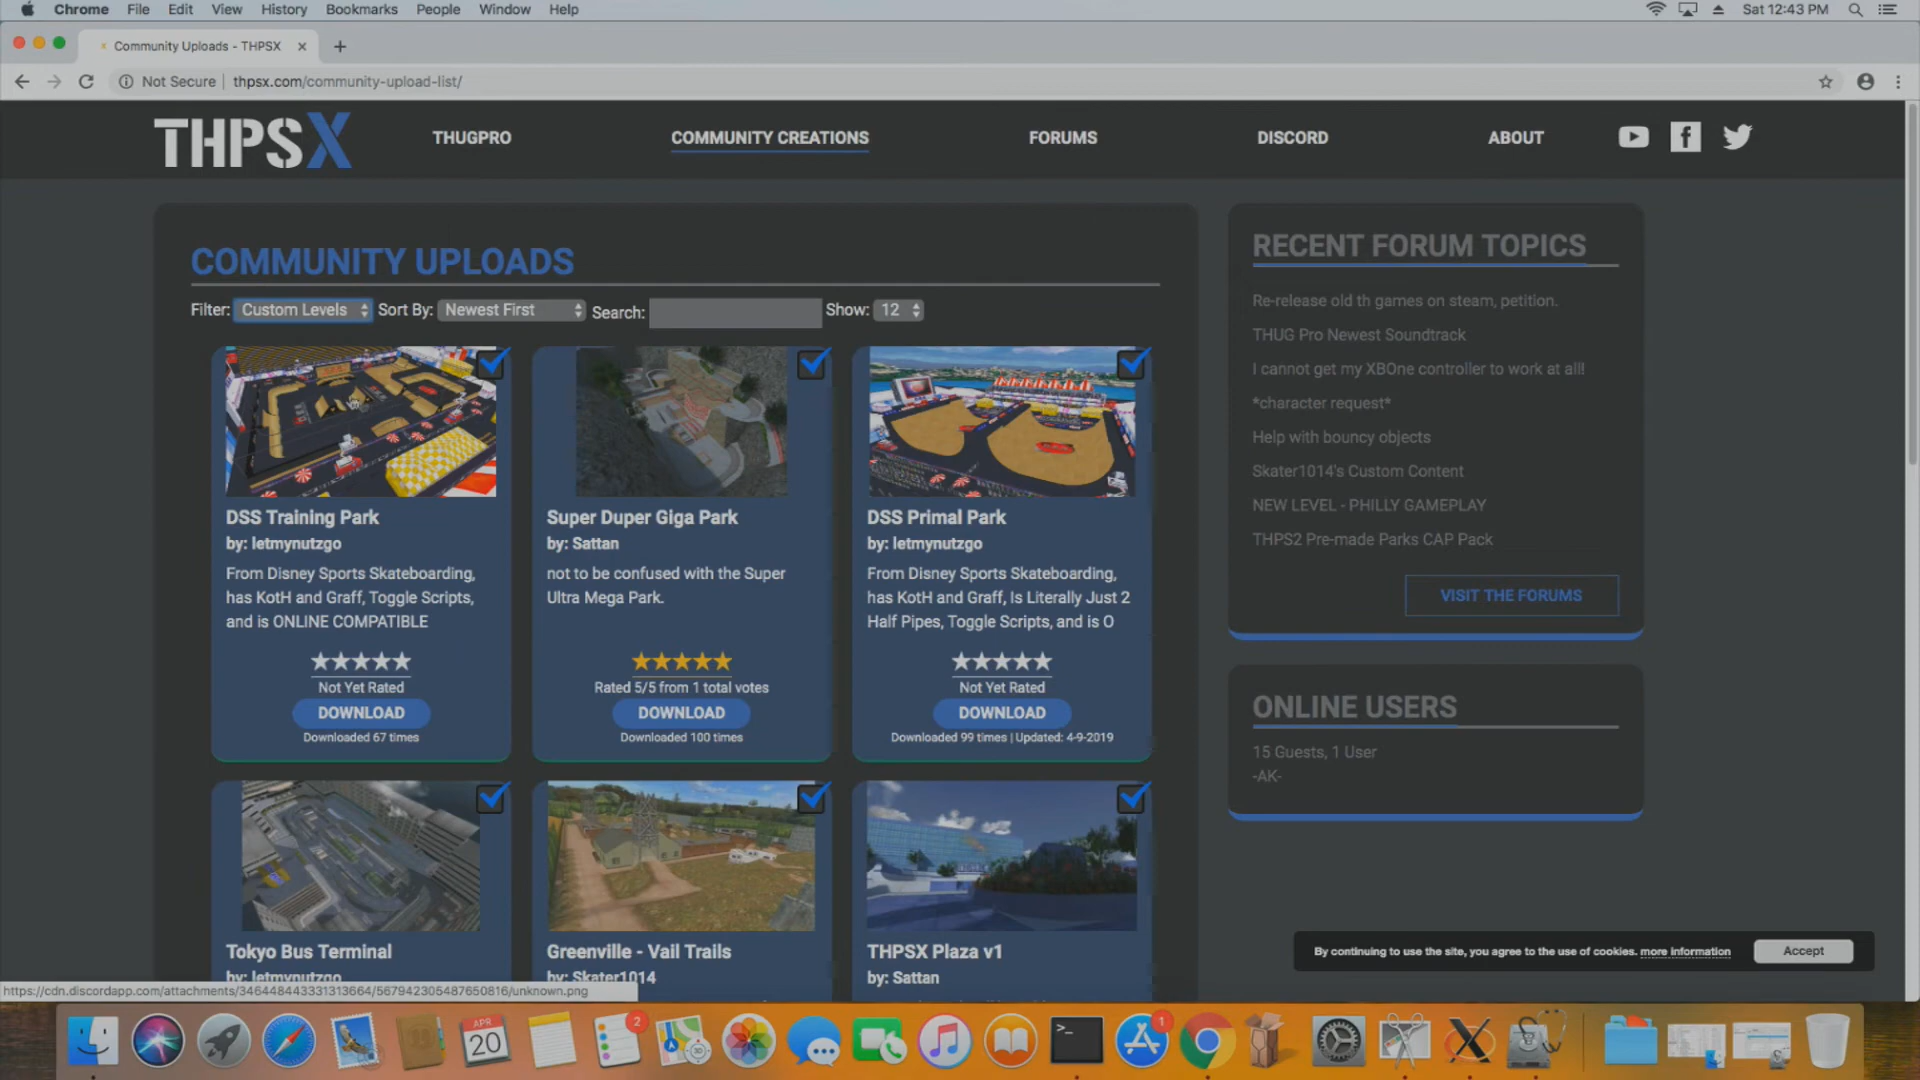 Chrome File Edit View History Bookmarks People Window Help Sat 12:43 PM
Community Uploads - THPSX
Not Secure thpsx.com/community-upload-list/
THPSX THUGPRO COMMUNITY CREATIONS FORUMS DISCORD ABOUT
COMMUNITY UPLOADS
Filter: Custom Levels Sort By: Newest First Search: Show: 12
DSS Training Park
by: letmynutzgo
From Disney Sports Skateboarding,
has KotH and Graff, Toggle Scripts,
and is ONLINE COMPATIBLE
Not Yet Rated
DOWNLOAD
Downloaded 67 times
Super Duper Giga Park
by: Sattan
not to be confused with the Super
Ultra Mega Park.
Rated 5/5 from 1 total votes
DOWNLOAD
Downloaded 100 times
DSS Primal Park
by: letmynutzgo
From Disney Sports Skateboarding,
has KotH and Graff, Is Literally Just 2
Half Pipes, Toggle Scripts, and is O
Not Yet Rated
DOWNLOAD
Downloaded 99 times | Updated: 4-9-2019
Tokyo Bus Terminal
by: letmynutzgo
Greenville - Vail Trails
by: Skater1014
THPSX Plaza v1
by: Sattan
RECENT FORUM TOPICS
Re-release old th games on steam, petition.
THUG Pro Newest Soundtrack
I cannot get my XBOne controller to work at all!
*character request*
Help with bouncy objects
Skater1014's Custom Content
NEW LEVEL - PHILLY GAMEPLAY
THPS2 Pre-made Parks CAP Pack
VISIT THE FORUMS
ONLINE USERS
15 Guests, 1 User
-AK-
By continuing to use the site, you agree to the use of cookies. more information Accept
https://cdn.discordapp.com/attachments/346448443331313664/567942305487650816/unknown.png
APR
20
2
1